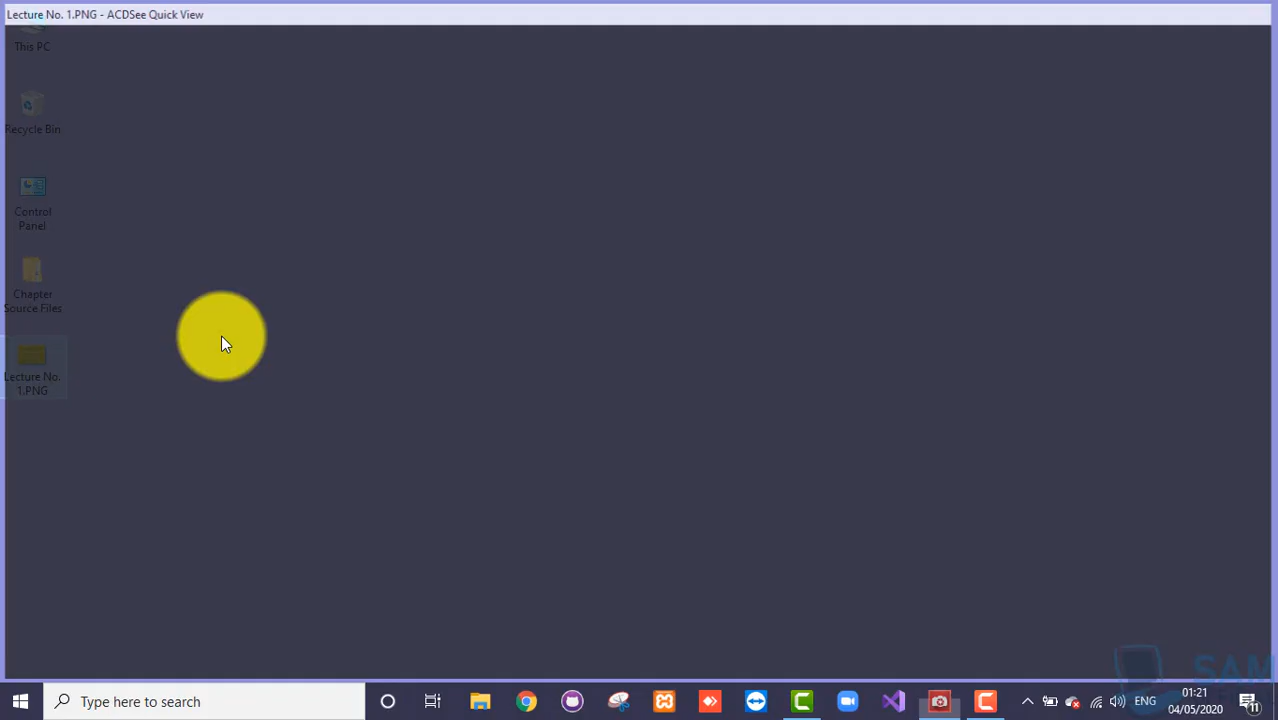 Lecture No. 1.PNG - ACDSee Quick View
This PC
Recycle Bin
Control
Panel
Chapter
Source Files
Lecture No.
1.PNG
SAM
Type here to search
ENG
01:21
04/05/2020
11